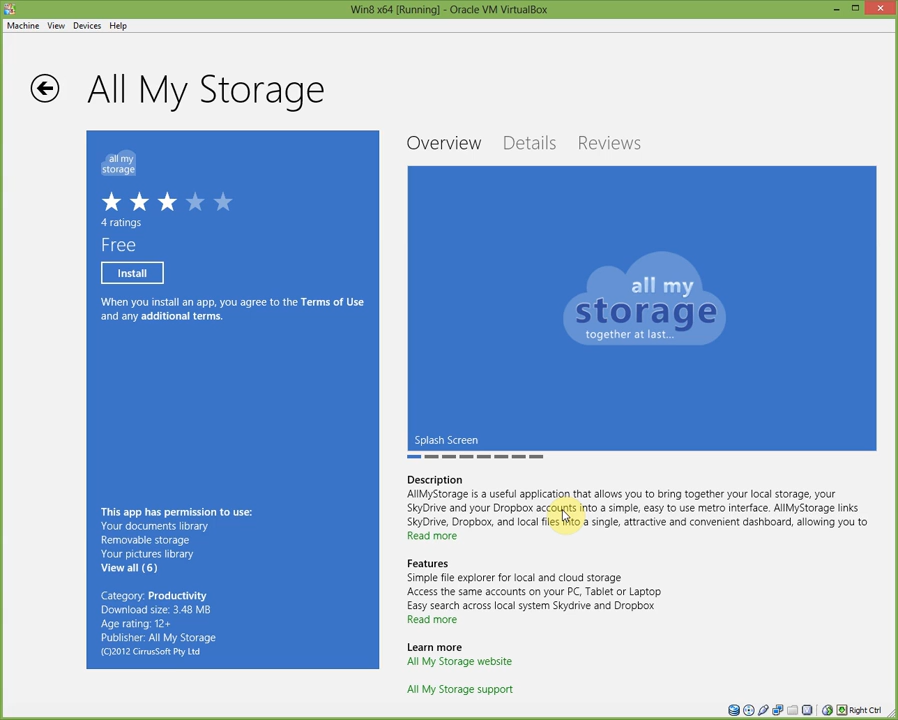 Win8 x64 [Running] - Oracle VM VirtualBox
Machine View Devices Help
All My Storage
all my
storage
4 ratings
Free
Install
When you install an app, you agree to the Terms of Use
and any additional terms.
This app has permission to use:
Your documents library
Removable storage
Your pictures library
View all (6)
Category: Productivity
Download size: 3.48 MB
Age rating: 12+
Publisher: All My Storage
(C)2012 CirrusSoft Pty Ltd
Overview Details Reviews
all my
storage
together at last...
Splash Screen
Description
AllMyStorage is a useful application that allows you to bring together your local storage, your
SkyDrive and your Dropbox accounts into a simple, easy to use metro interface. AllMyStorage links
SkyDrive, Dropbox, and local files into a single, attractive and convenient dashboard, allowing you to
Read more
Features
Simple file explorer for local and cloud storage
Access the same accounts on your PC, Tablet or Laptop
Easy search across local system Skydrive and Dropbox
Read more
Learn more
All My Storage website
All My Storage support
Right Ctrl